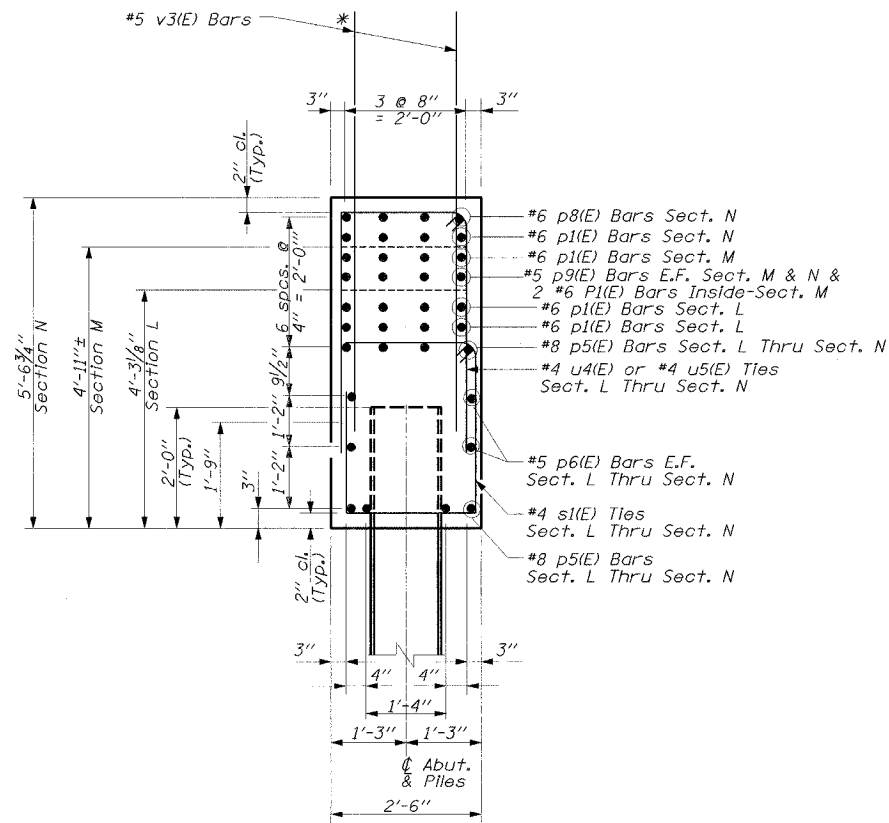 #5 v3(E) Bars
*
3" 3 @ 8" 3"
= 2'-0"
2" cl.
(Typ.)
#6 p8(E) Bars Sect. N
#6 p1(E) Bars Sect. N
#6 p1(E) Bars Sect. M
#5 p9(E) Bars E.F. Sect. M & N &
2 #6 P1(E) Bars Inside-Sect. M
#6 p1(E) Bars Sect. L
#6 p1(E) Bars Sect. L
#8 p5(E) Bars Sect. L Thru Sect. N
#4 u4(E) or #4 u5(E) Ties
Sect. L Thru Sect. N
#5 p6(E) Bars E.F.
Sect. L Thru Sect. N
#4 s1(E) Ties
Sect. L Thru Sect. N
#8 p5(E) Bars
Sect. L Thru Sect. N
5'-6¾"
Section N
4'-11"±
Section M
4'-3⅛"
Section L
2'-0"
(Typ.)
1'-9"
3"
6 spcs. @
4" = 2'-0'''
9½"
1'-2"
1'-2"
2" cl.
(Typ.)
3" 3"
4" 4"
1'-4"
1'-3" 1'-3"
℄ Abut.
& Piles
2'-6"